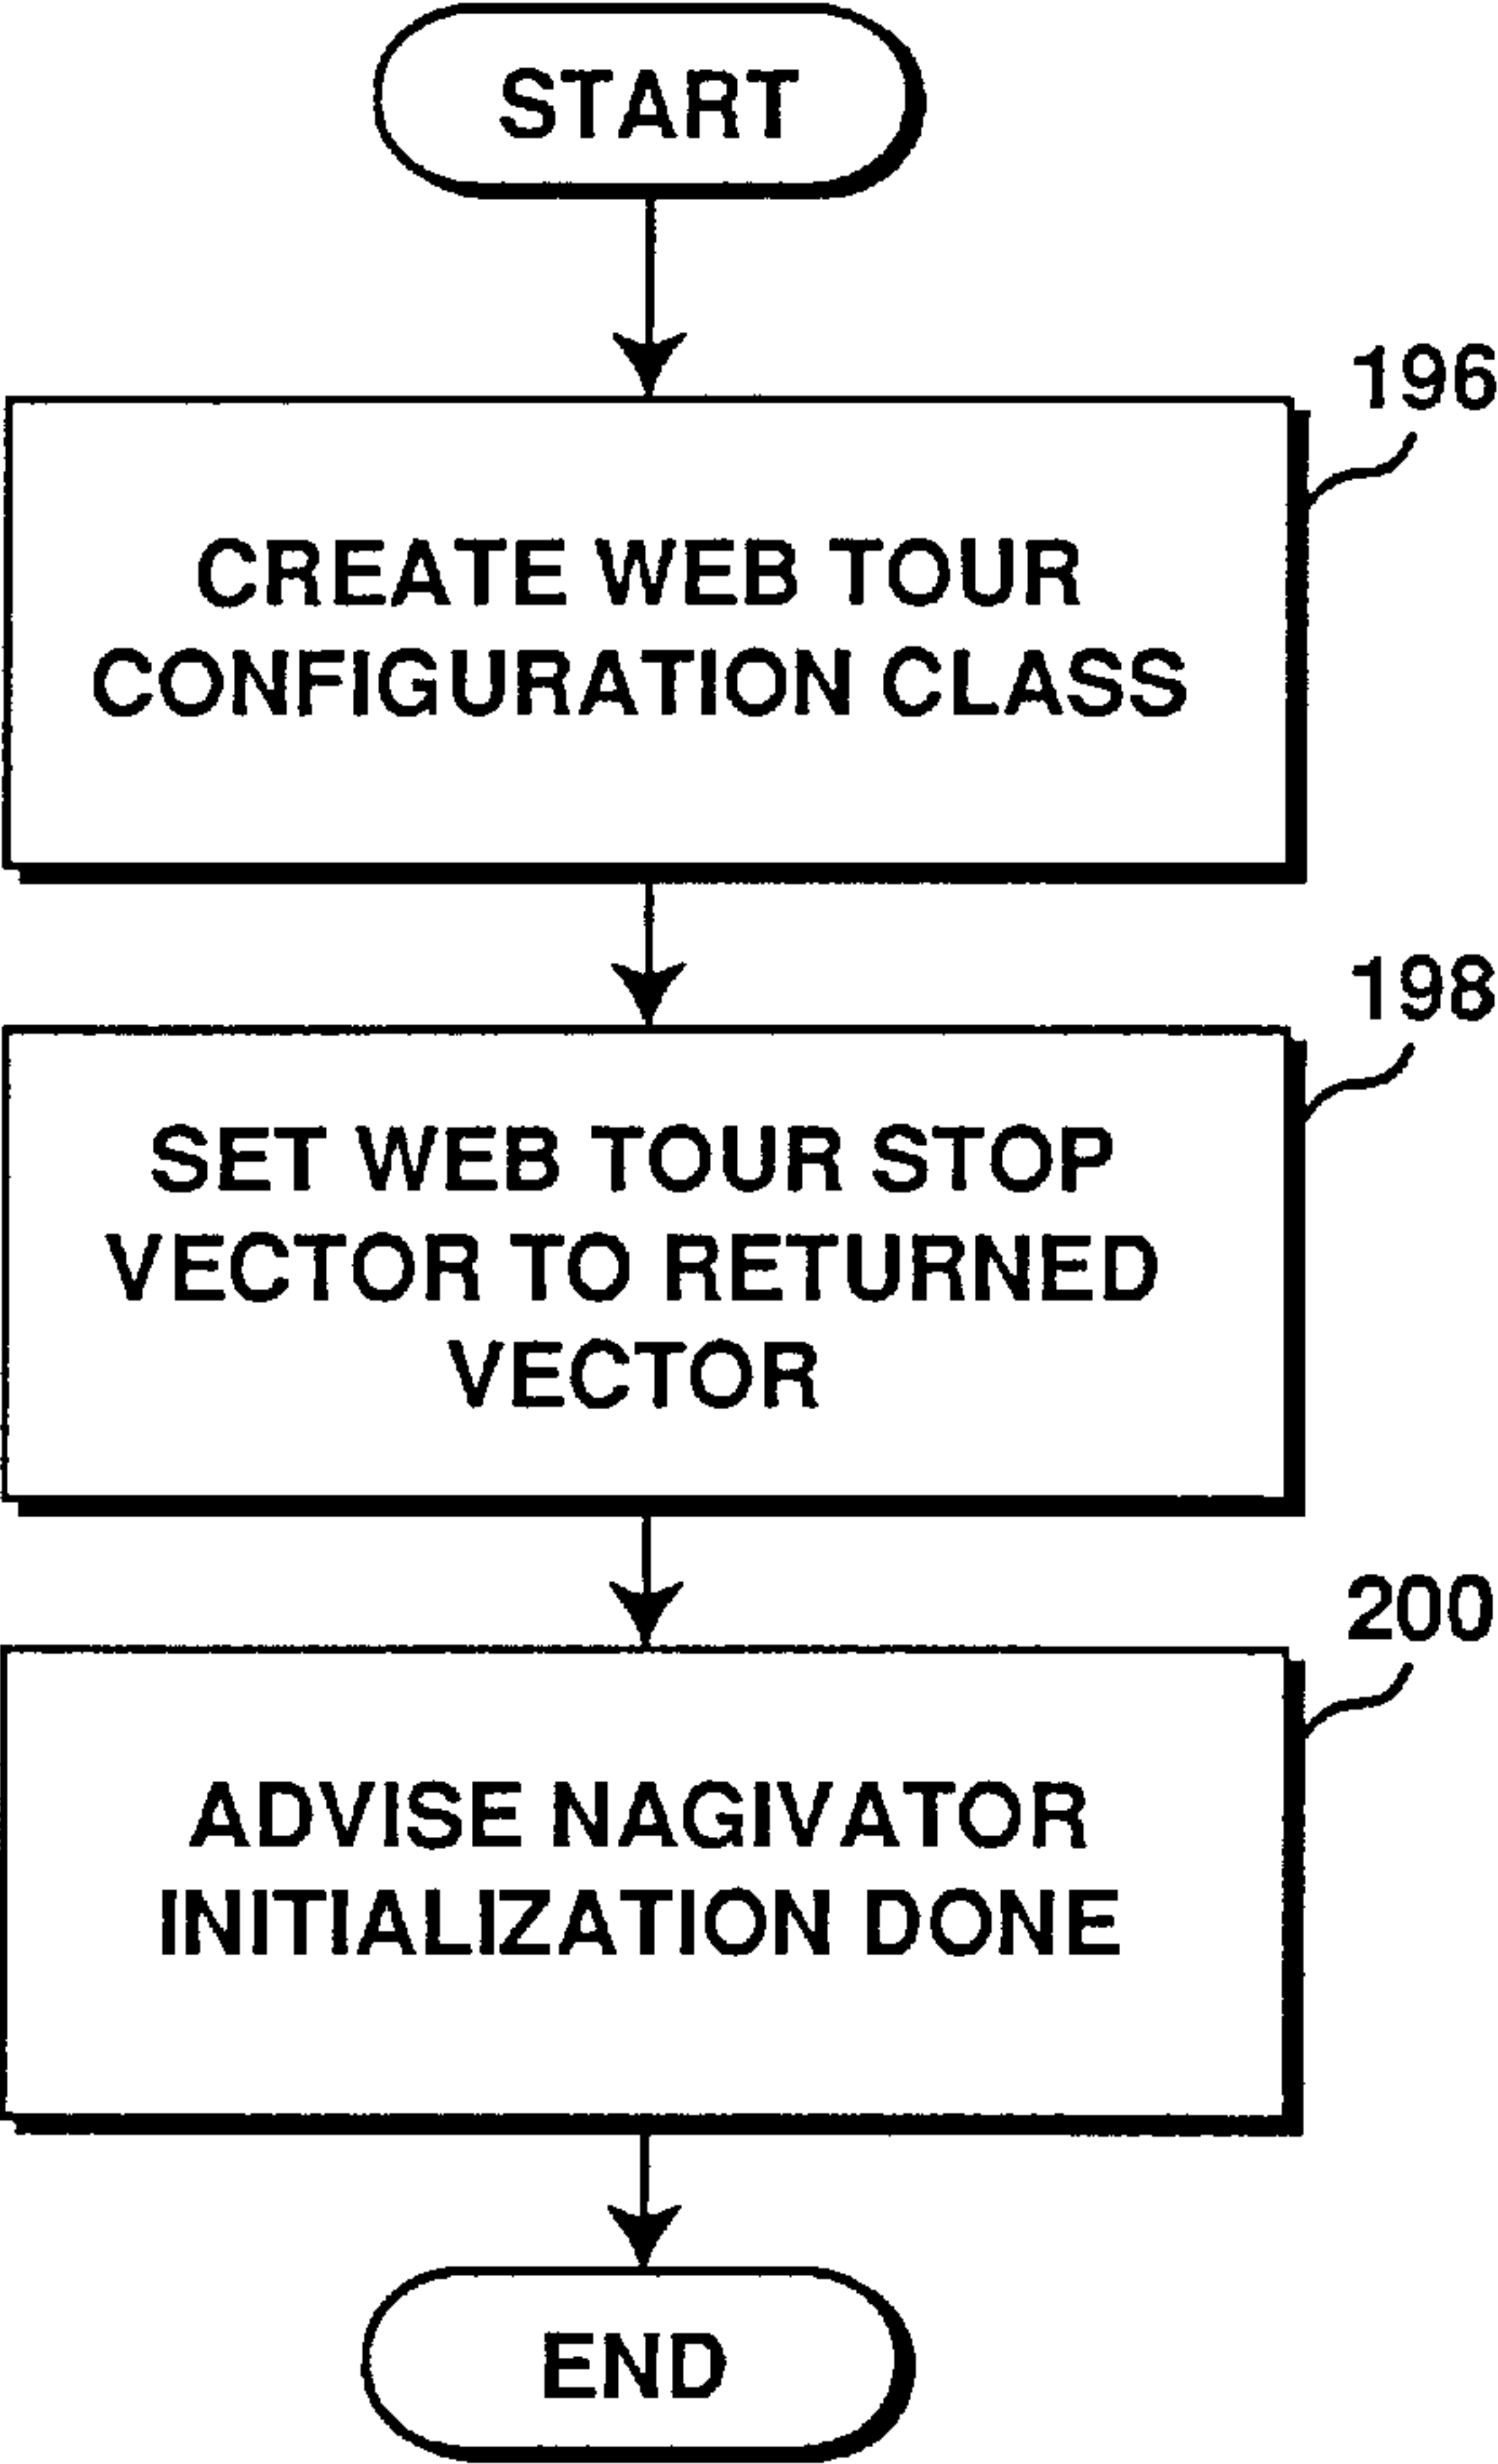 START
196
CREATE WEB TOUR
CONFIGURATION CLASS
198
SET WEB TOUR STOP
VECTOR TO RETURNED
VECTOR
200
ADVISE NAGIVATOR
INITIALIZATION DONE
END